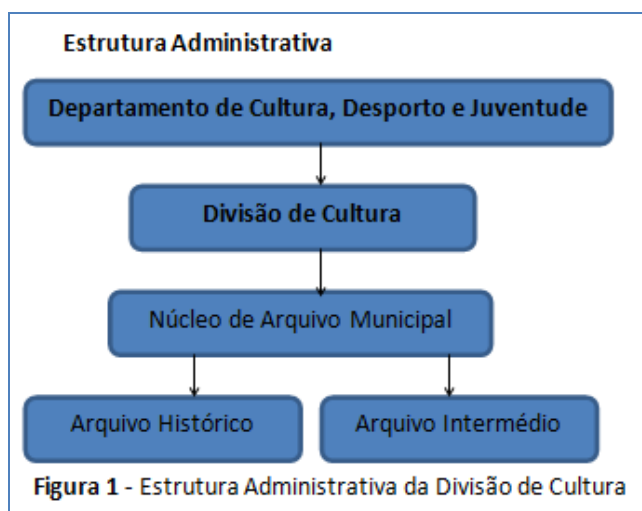 Estrutura Administrativa
Departamento de Cultura, Desporto e Juventude
Divisão de Cultura
Núcleo de Arquivo Municipal
Arquivo Histórico
Arquivo Intermédio
Figura 1 - Estrutura Administrativa da Divisão de Cultura